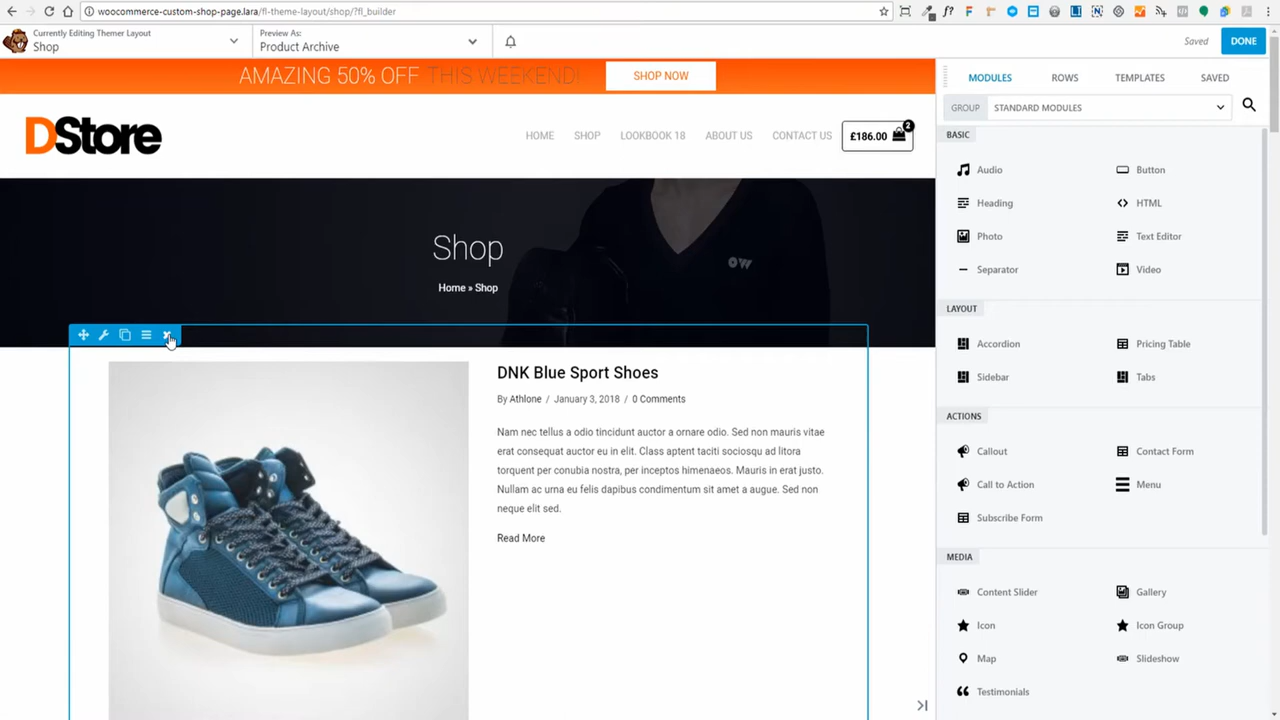 woocommerce-custom-shop-page.lara/fl-theme-layout/shop/?fl_builder
Currently Editing Themer Layout
Shop
Preview As:
Product Archive
Saved
DONE
AMAZING 50% OFF THIS WEEKEND!
SHOP NOW
DStore
HOME
SHOP
LOOKBOOK 18
ABOUT US
CONTACT US
£186.00
2
Shop
Home » Shop
OW
DNK Blue Sport Shoes
By Athlone / January 3, 2018 / 0 Comments
Nam nec tellus a odio tincidunt auctor a ornare odio. Sed non mauris vitae
erat consequat auctor eu in elit. Class aptent taciti sociosqu ad litora
torquent per conubia nostra, per inceptos himenaeos. Mauris in erat justo.
Nullam ac urna eu felis dapibus condimentum sit amet a augue. Sed non
neque elit sed.
Read More
MODULES
ROWS
TEMPLATES
SAVED
GROUP
STANDARD MODULES
BASIC
Audio
Button
Heading
HTML
Photo
Text Editor
Separator
Video
LAYOUT
Accordion
Pricing Table
Sidebar
Tabs
ACTIONS
Callout
Contact Form
Call to Action
Menu
Subscribe Form
MEDIA
Content Slider
Gallery
Icon
Icon Group
Map
Slideshow
Testimonials